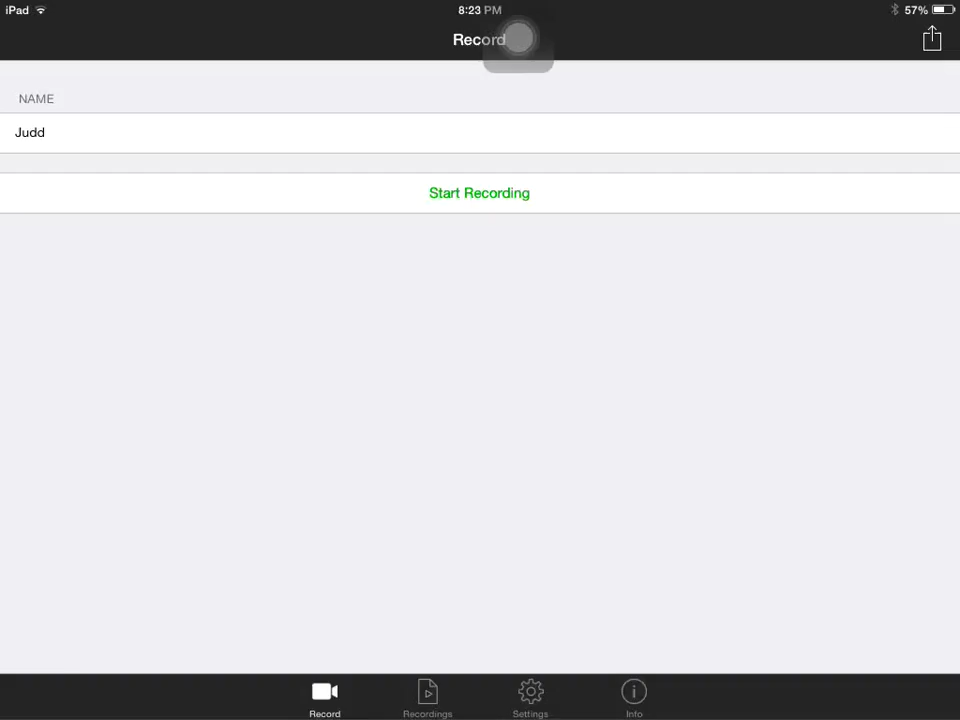 iPad 8:23 PM 57%
Record
NAME
Judd
Start Recording
Record Recordings Settings Info